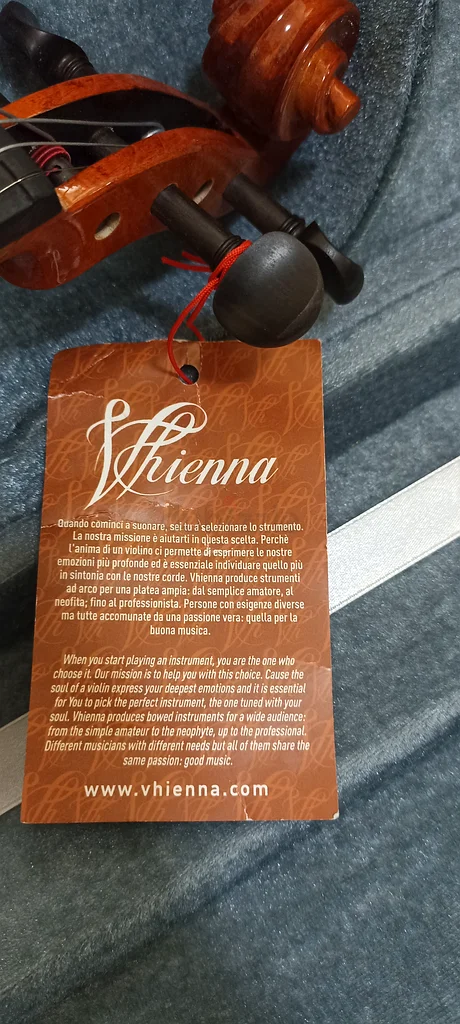 Vhienna
Quando cominci a suonare, sei tu a selezionare lo strumento.
La nostra missione è aiutarti in questa scelta. Perchè
l'anima di un violino ci permette di esprimere le nostre
emozioni più profonde ed è essenziale individuare quello più
in sintonia con le nostre corde. Vhienna produce strumenti
ad arco per una platea ampia: dal semplice amatore, al
neofita; fino al professionista. Persone con esigenze diverse
ma tutte accomunate da una passione vera: quella per la
buona musica.
When you start playing an instrument, you are the one who
choose it. Our mission is to help you with this choice. Cause the
soul of a violin express your deepest emotions and it is essential
for You to pick the perfect instrument, the one tuned with your
soul. Vhienna produces bowed instruments for a wide audience:
from the simple amateur to the neophyte, up to the professional.
Different musicians with different needs but all of them share the
same passion: good music.
www.vhienna.com